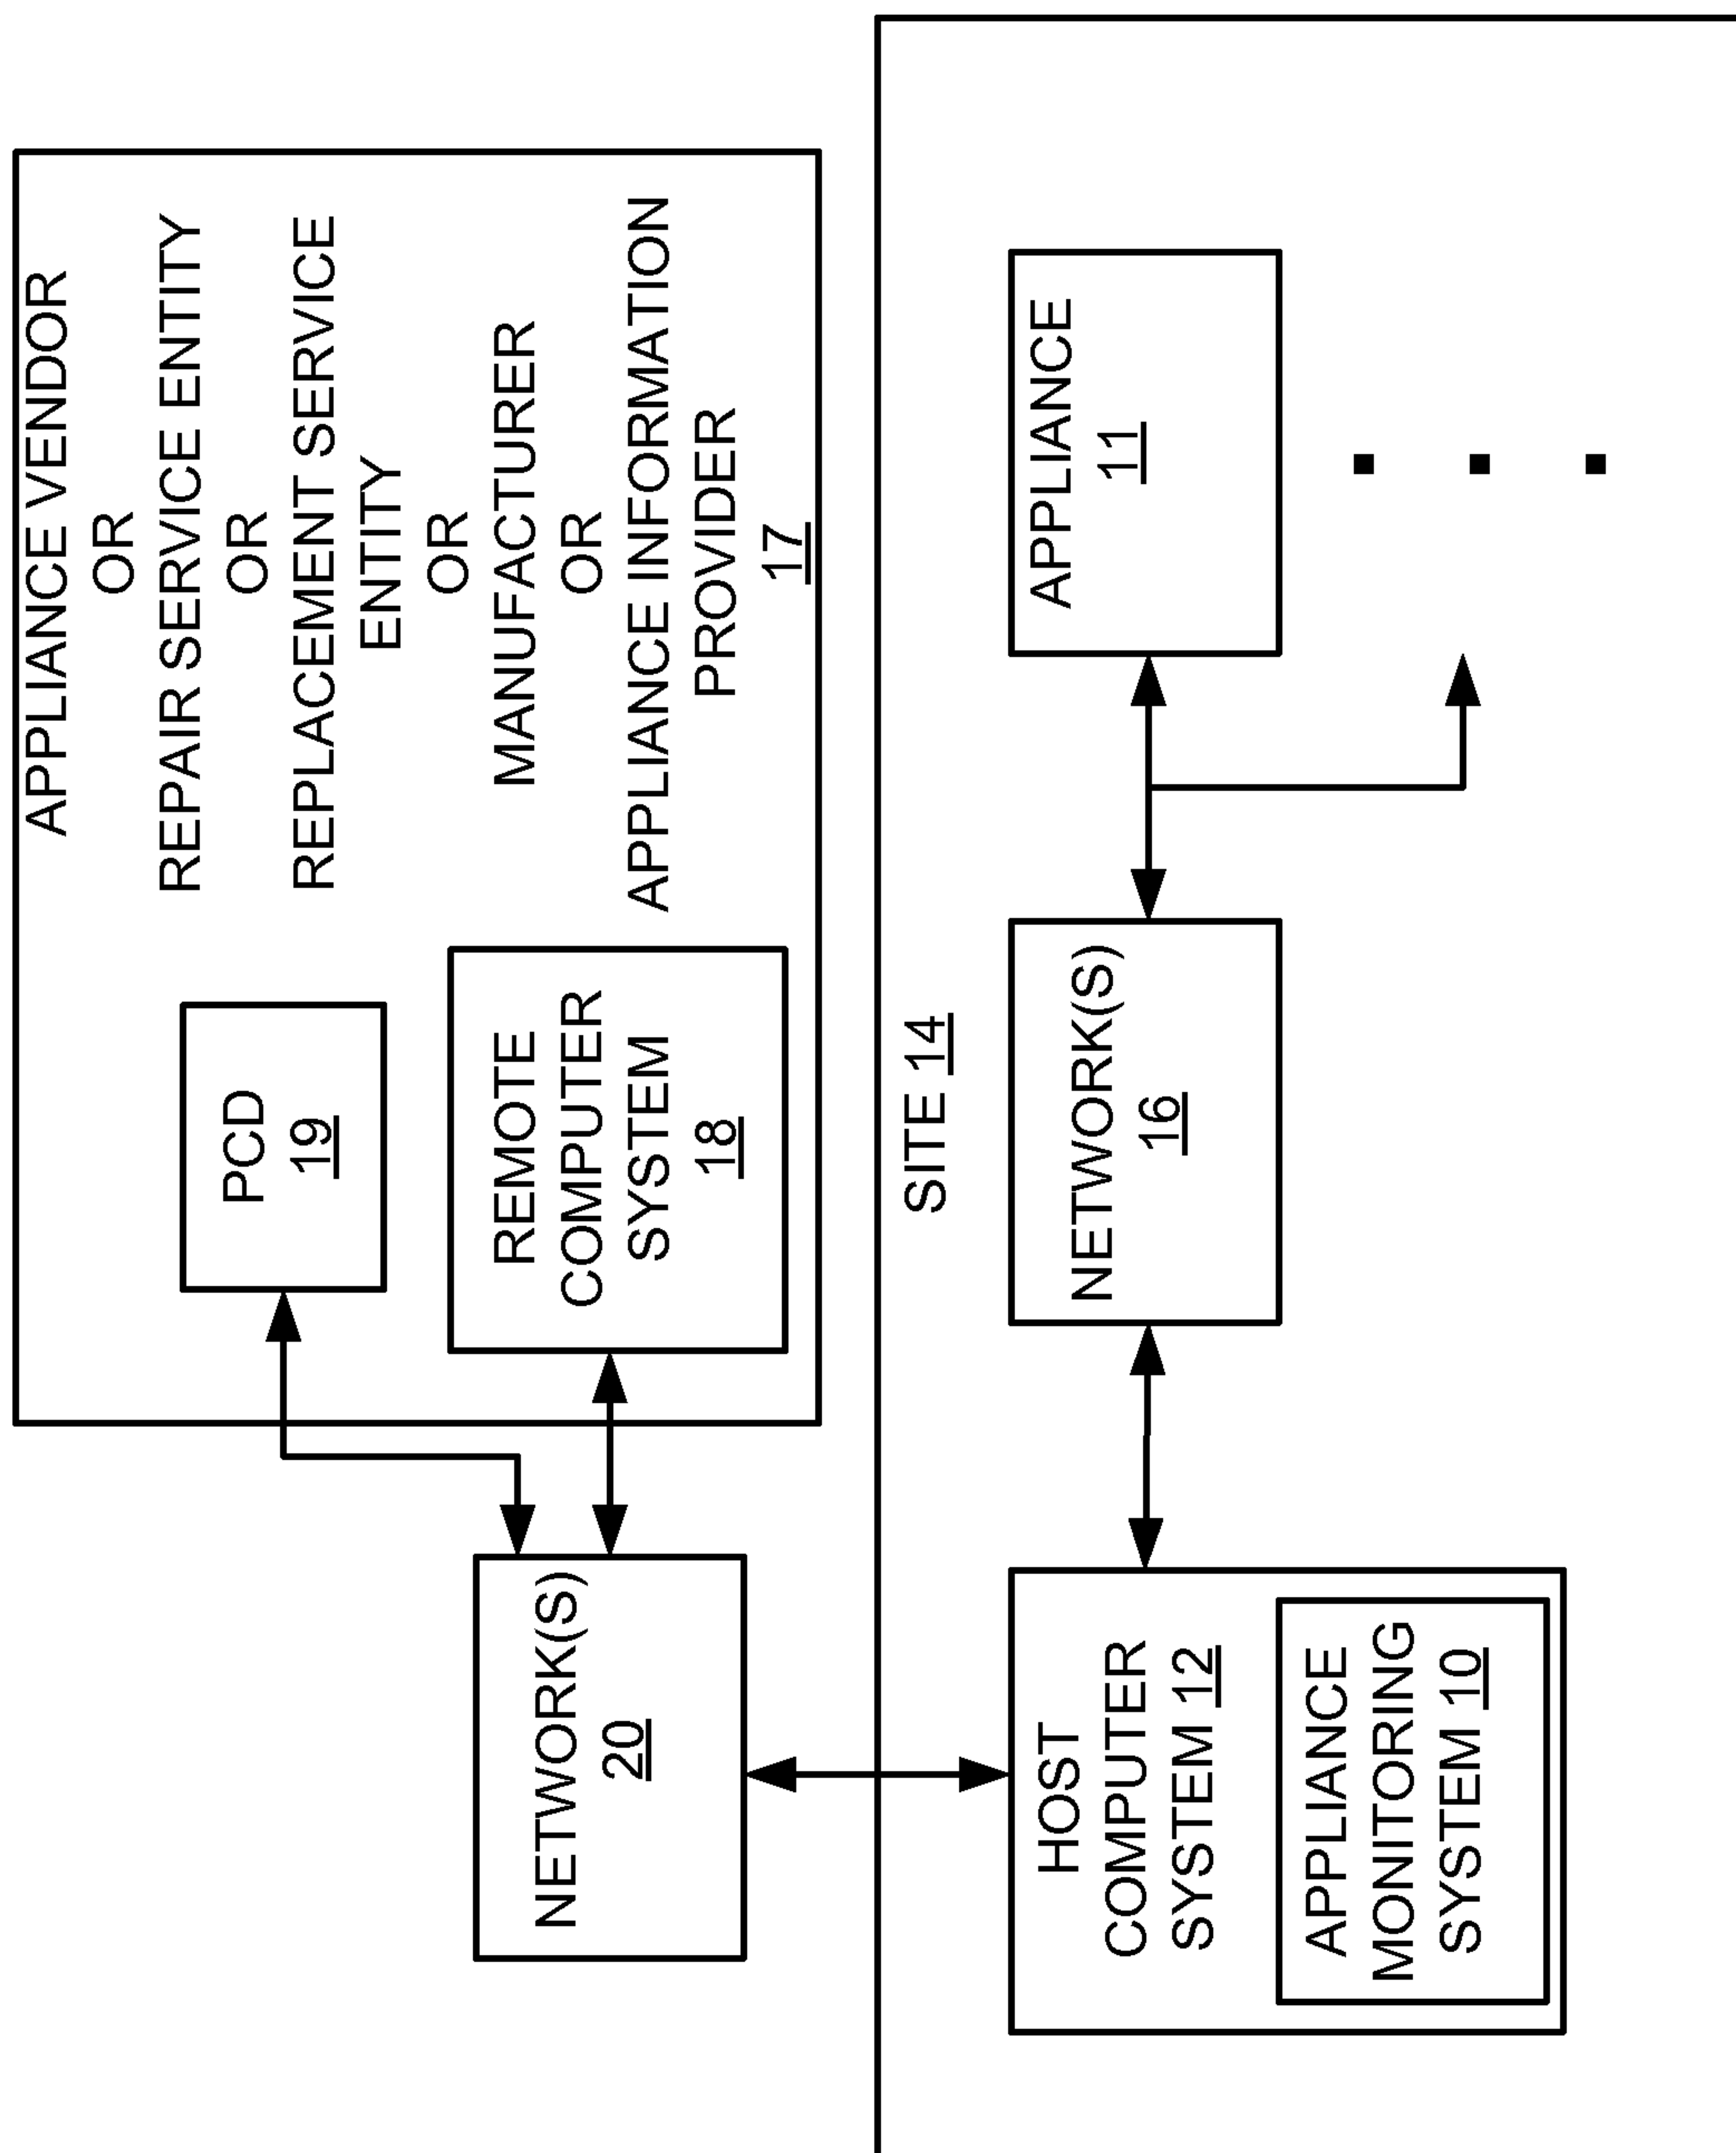 APPLIANCE VENDOR
OR
REPAIR SERVICE ENTITY
OR
REPLACEMENT SERVICE
ENTITY
OR
MANUFACTURER
OR
APPLIANCE INFORMATION
PROVIDER
17
PCD
19
REMOTE
COMPUTER
SYSTEM
18
NETWORK(S)
20
SITE 14
HOST
COMPUTER
SYSTEM 12
APPLIANCE
MONITORING
SYSTEM 10
NETWORK(S)
16
APPLIANCE
11